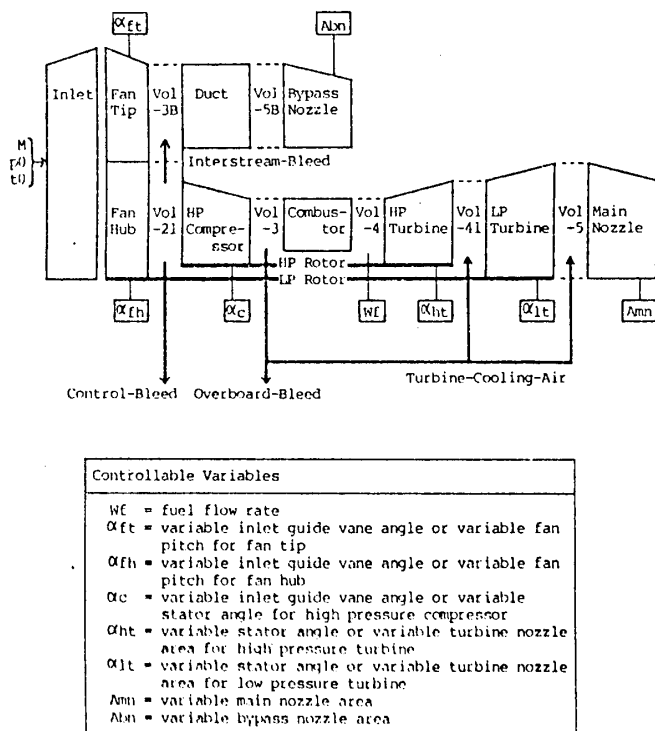 αft
Abn
Inlet
Fan Tip
Vol -3B
Duct
Vol -5B
Bypass Nozzle
M
p0
t0
Interstream-Bleed
Fan Hub
Vol -21
HP Compre- ssor
Vol -3
Combus- tor
Vol -4
HP Turbine
Vol -41
LP Turbine
Vol -5
Main Nozzle
HP Rotor
LP Rotor
αfh
αc
Wf
αht
αlt
Amn
Control-Bleed
Overboard-Bleed
Turbine-Cooling-Air
Controllable Variables
Wf = fuel flow rate
αft = variable inlet guide vane angle or variable fan
pitch for fan tip
αfh = variable inlet guide vane angle or variable fan
pitch for fan hub
αc = variable inlet guide vane angle or variable
stator angle for high pressure compressor
αht = variable stator angle or variable turbine nozzle
area for high pressure turbine
αlt = variable stator angle or variable turbine nozzle
area for low pressure turbine
Amn = variable main nozzle area
Abn = variable bypass nozzle area